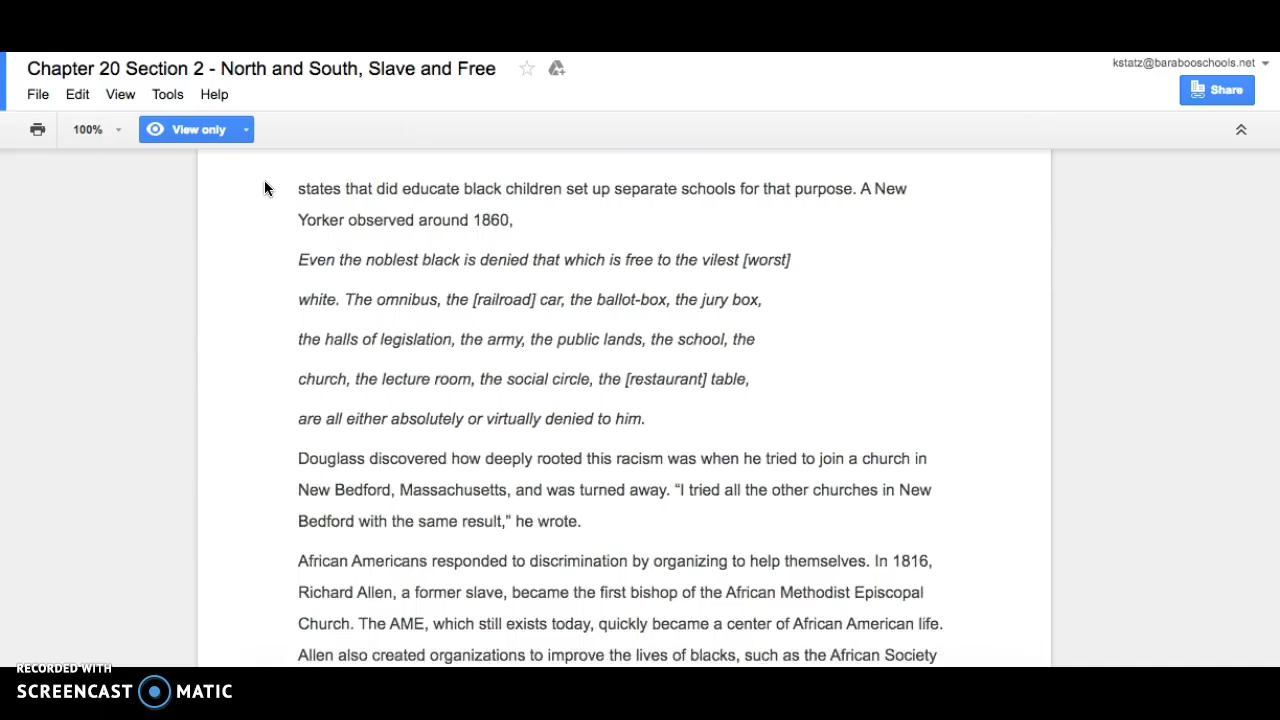 Chapter 20 Section 2 - North and South, Slave and Free
kstatz@barabooschools.net
File Edit View Tools Help
Share
100% View only
states that did educate black children set up separate schools for that purpose. A New
Yorker observed around 1860,
Even the noblest black is denied that which is free to the vilest [worst]
white. The omnibus, the [railroad] car, the ballot-box, the jury box,
the halls of legislation, the army, the public lands, the school, the
church, the lecture room, the social circle, the [restaurant] table,
are all either absolutely or virtually denied to him.
Douglass discovered how deeply rooted this racism was when he tried to join a church in
New Bedford, Massachusetts, and was turned away. “I tried all the other churches in New
Bedford with the same result,” he wrote.
African Americans responded to discrimination by organizing to help themselves. In 1816,
Richard Allen, a former slave, became the first bishop of the African Methodist Episcopal
Church. The AME, which still exists today, quickly became a center of African American life.
Allen also created organizations to improve the lives of blacks, such as the African Society
RECORDED WITH
SCREENCAST MATIC